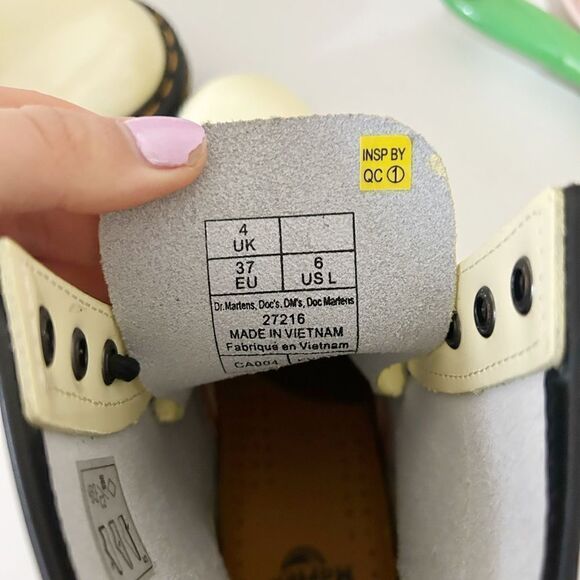 INSP BY
QC ①
4
UK
37 6
EU US L
Dr.Martens, Doc's, DM's, Doc Martens
27216
MADE IN VIETNAM
Fabriqué en Vietnam
CA004